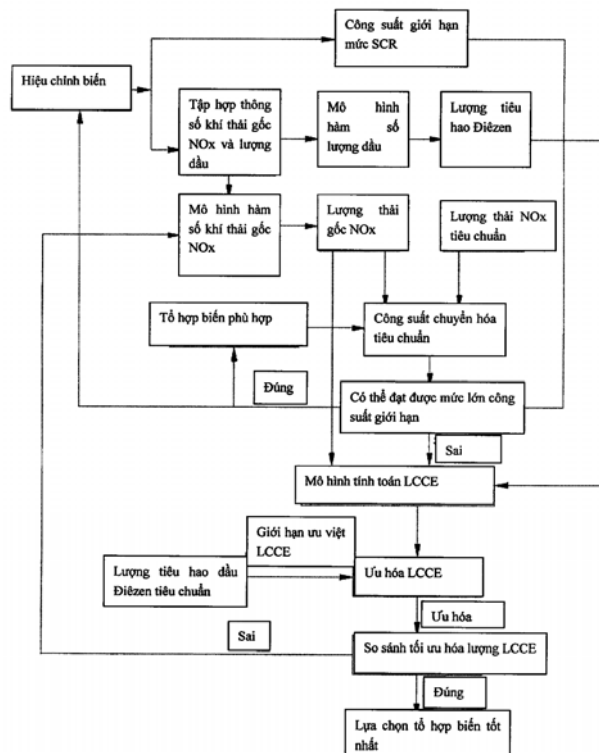 Công suất giới hạn
mức SCR
Hiệu chỉnh biến
Tập hợp thông
số khí thải gốc
NOx và lượng
dầu
Mô hình
hàm số
lượng dầu
Lượng tiêu
hao Điêzen
Mô hình hàm
số khí thải gốc
NOx
Lượng thải
gốc NOx
Lượng thải NOx
tiêu chuẩn
Tổ hợp biến phù hợp
Công suất chuyển hóa
tiêu chuẩn
Đúng
Có thể đạt được mức lớn công
suất giới hạn
Sai
Mô hình tính toán LCCE
Giới hạn ưu việt
LCCE
Lượng tiêu hao dầu
Điêzen tiêu chuẩn
Ưu hóa LCCE
Ưu hóa
Sai
So sánh tối ưu hóa lượng LCCE
Đúng
Lựa chọn tổ hợp biến tốt
nhất